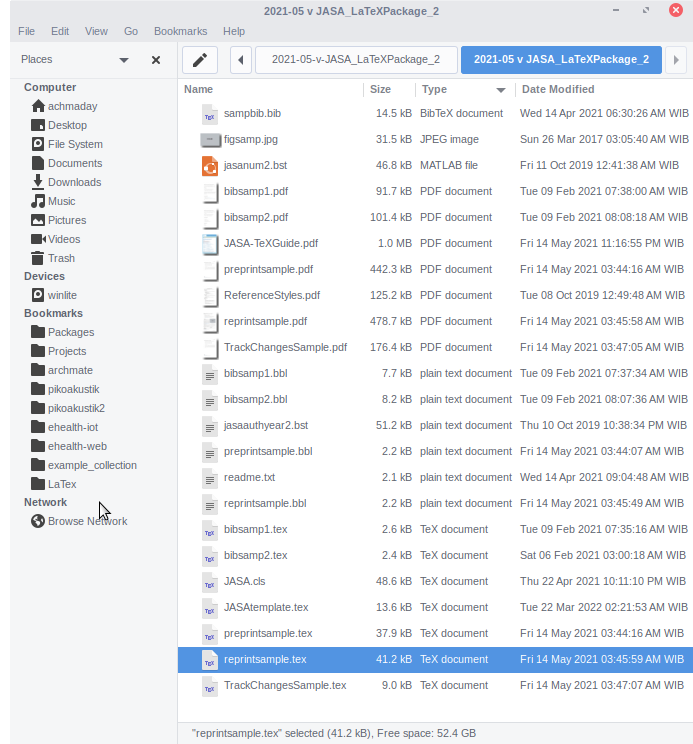 2021-05 v JASA_LaTeXPackage_2
File Edit View Go Bookmarks Help
Places
2021-05-v-JASA_LaTeXPackage_2
2021-05 v JASA_LaTeXPackage_2
Computer
achmaday
Desktop
File System
Documents
Downloads
Music
Pictures
Videos
Trash
Devices
winlite
Bookmarks
Packages
Projects
archmate
pikoakustik
pikoakustik2
ehealth-iot
ehealth-web
example_collection
LaTex
Network
Browse Network
Name Size Type Date Modified
sampbib.bib 14.5 kB BibTeX document Wed 14 Apr 2021 06:30:26 AM WIB
figsamp.jpg 31.5 kB JPEG image Sun 26 Mar 2017 03:05:40 AM WIB
jasanum2.bst 46.8 kB MATLAB file Fri 11 Oct 2019 12:41:38 AM WIB
bibsamp1.pdf 91.7 kB PDF document Tue 09 Feb 2021 07:38:00 AM WIB
bibsamp2.pdf 101.4 kB PDF document Tue 09 Feb 2021 08:08:18 AM WIB
JASA-TeXGuide.pdf 1.0 MB PDF document Fri 14 May 2021 11:16:55 PM WIB
preprintsample.pdf 442.3 kB PDF document Fri 14 May 2021 03:44:16 AM WIB
ReferenceStyles.pdf 125.2 kB PDF document Tue 08 Oct 2019 12:49:48 AM WIB
reprintsample.pdf 478.7 kB PDF document Fri 14 May 2021 03:45:58 AM WIB
TrackChangesSample.pdf 176.4 kB PDF document Fri 14 May 2021 03:47:05 AM WIB
bibsamp1.bbl 7.7 kB plain text document Tue 09 Feb 2021 07:37:34 AM WIB
bibsamp2.bbl 8.2 kB plain text document Tue 09 Feb 2021 08:07:36 AM WIB
jasaauthyear2.bst 51.2 kB plain text document Thu 10 Oct 2019 10:38:34 PM WIB
preprintsample.bbl 2.2 kB plain text document Fri 14 May 2021 03:44:07 AM WIB
readme.txt 2.1 kB plain text document Wed 14 Apr 2021 09:04:48 AM WIB
reprintsample.bbl 2.2 kB plain text document Fri 14 May 2021 03:45:49 AM WIB
bibsamp1.tex 2.6 kB TeX document Tue 09 Feb 2021 07:35:16 AM WIB
bibsamp2.tex 2.4 kB TeX document Sat 06 Feb 2021 03:00:18 AM WIB
JASA.cls 48.6 kB TeX document Thu 22 Apr 2021 10:11:10 PM WIB
JASAtemplate.tex 13.6 kB TeX document Tue 22 Mar 2022 02:21:53 AM WIB
preprintsample.tex 37.9 kB TeX document Fri 14 May 2021 03:44:16 AM WIB
reprintsample.tex 41.2 kB TeX document Fri 14 May 2021 03:45:59 AM WIB
TrackChangesSample.tex 9.0 kB TeX document Fri 14 May 2021 03:47:07 AM WIB
"reprintsample.tex" selected (41.2 kB), Free space: 52.4 GB